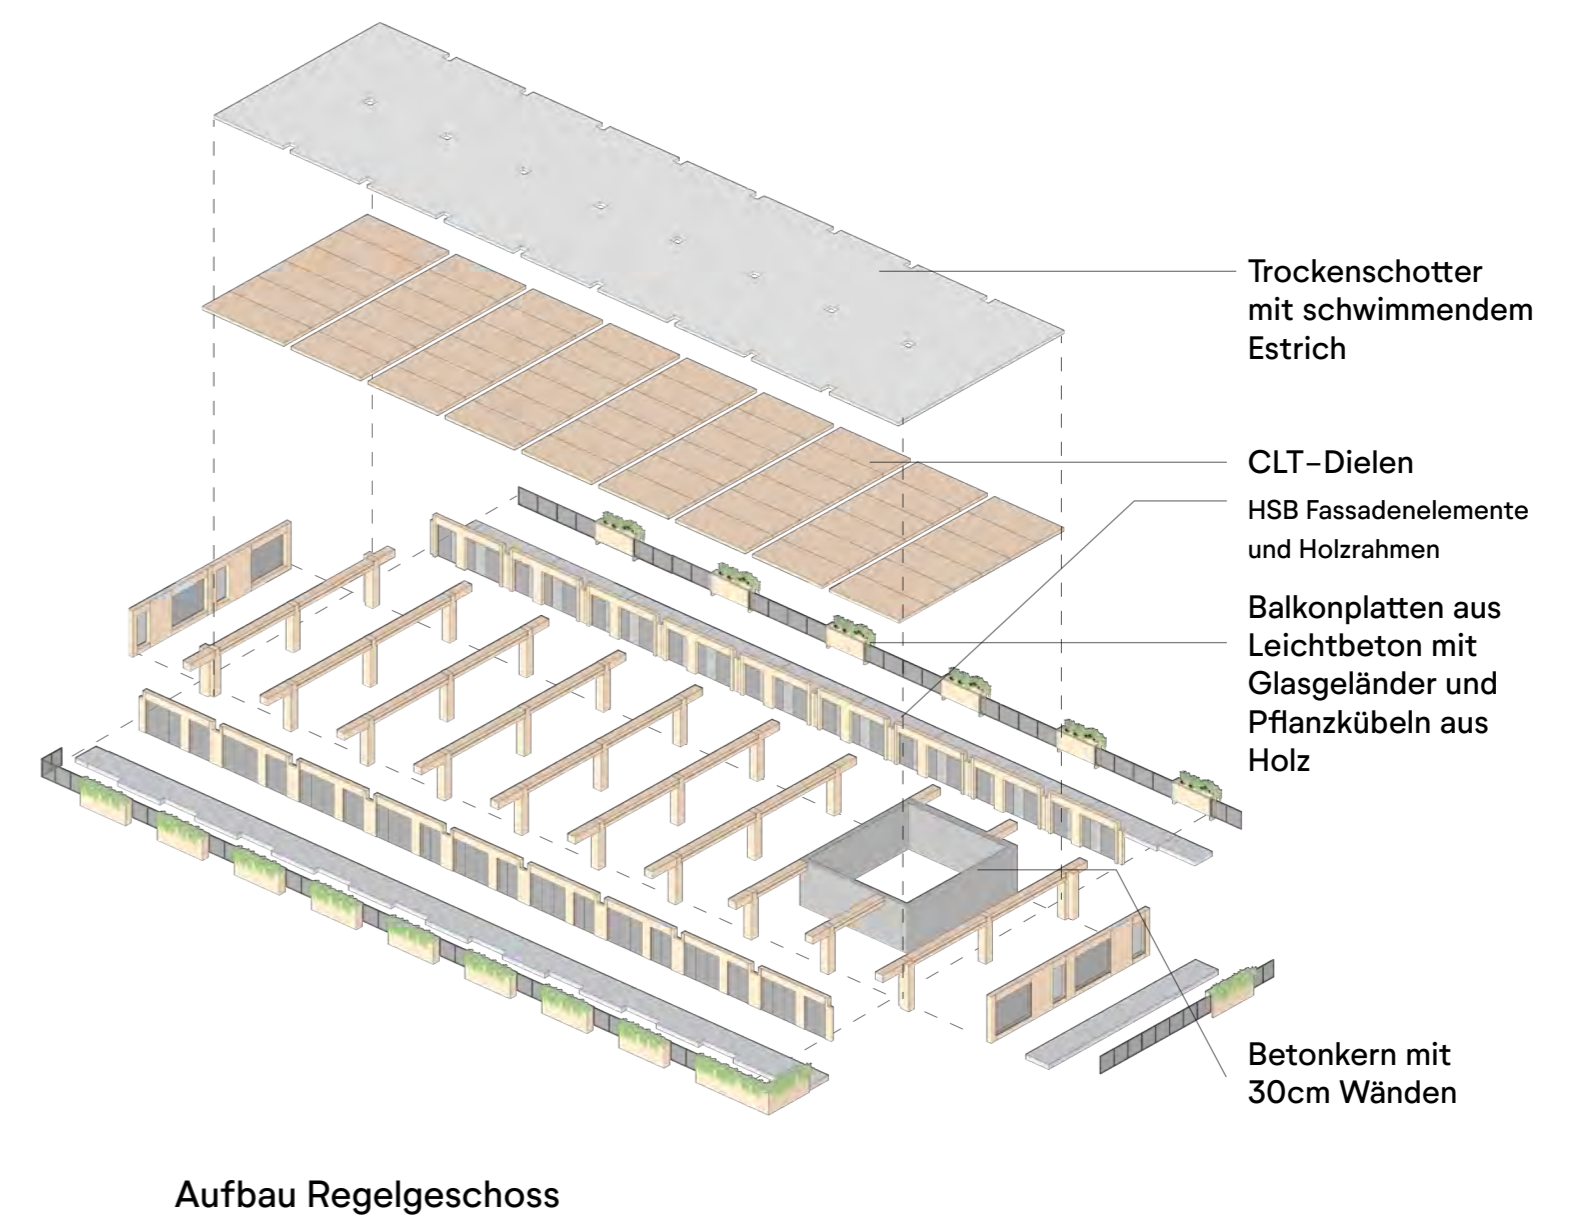 Trockenschotter
mit schwimmendem
Estrich
CLT–Dielen
HSB Fassadenelemente
und Holzrahmen
Balkonplatten aus
Leichtbeton mit
Glasgeländer und
Pflanzkübeln aus
Holz
Betonkern mit
30cm Wänden
Aufbau Regelgeschoss